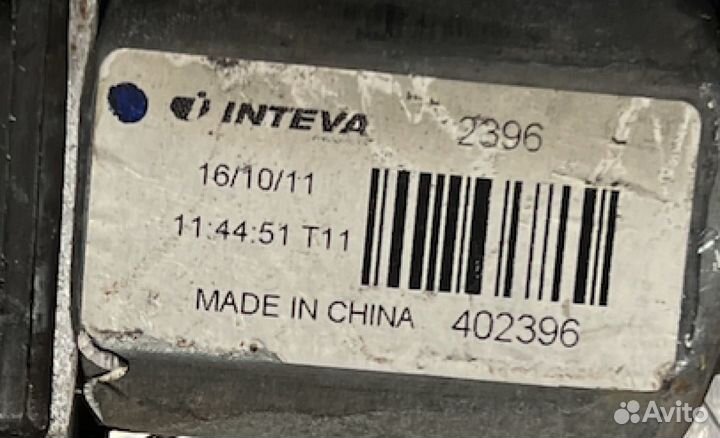 INTEVA 2396
16/10/11
11:44:51 T11
MADE IN CHINA 402396
Avito